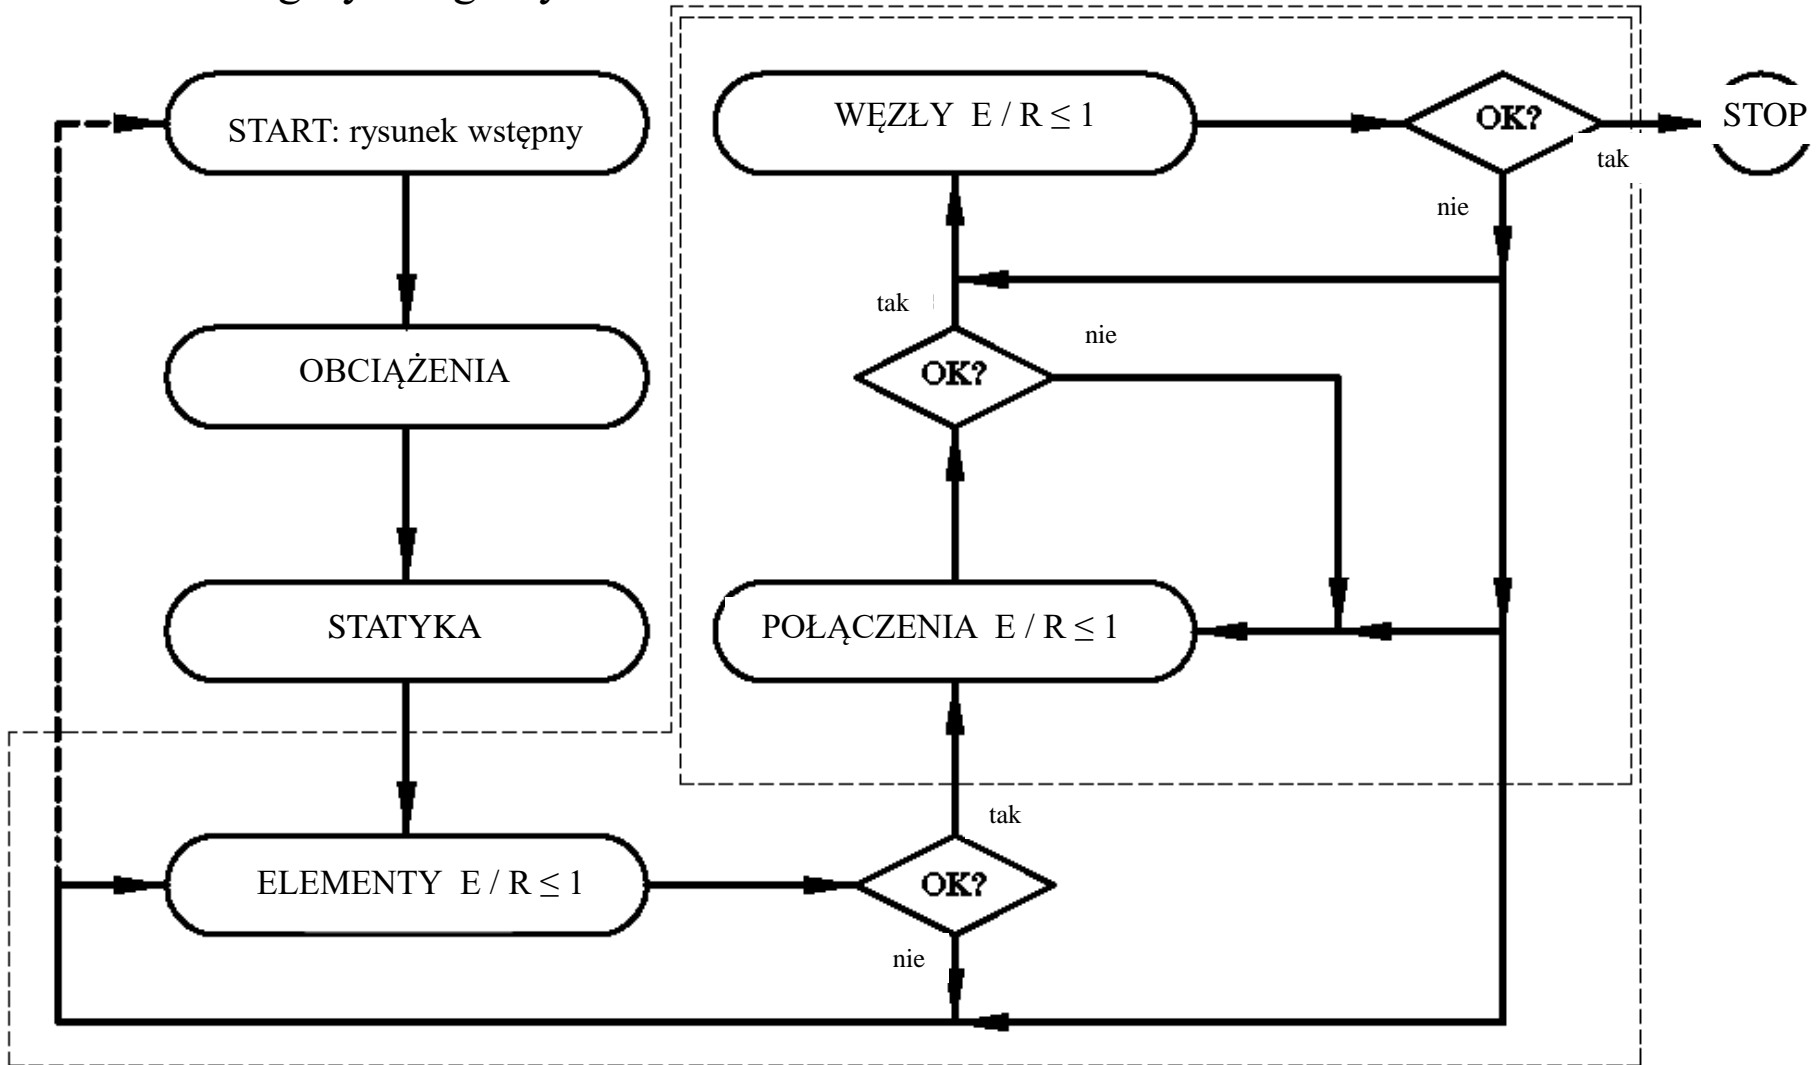 START: rysunek wstępny
OBCIĄŻENIA
STATYKA
ELEMENTY E / R ≤ 1
OK?
tak
nie
POŁĄCZENIA E / R ≤ 1
OK?
tak
nie
WĘZŁY E / R ≤ 1
OK?
tak
nie
STOP